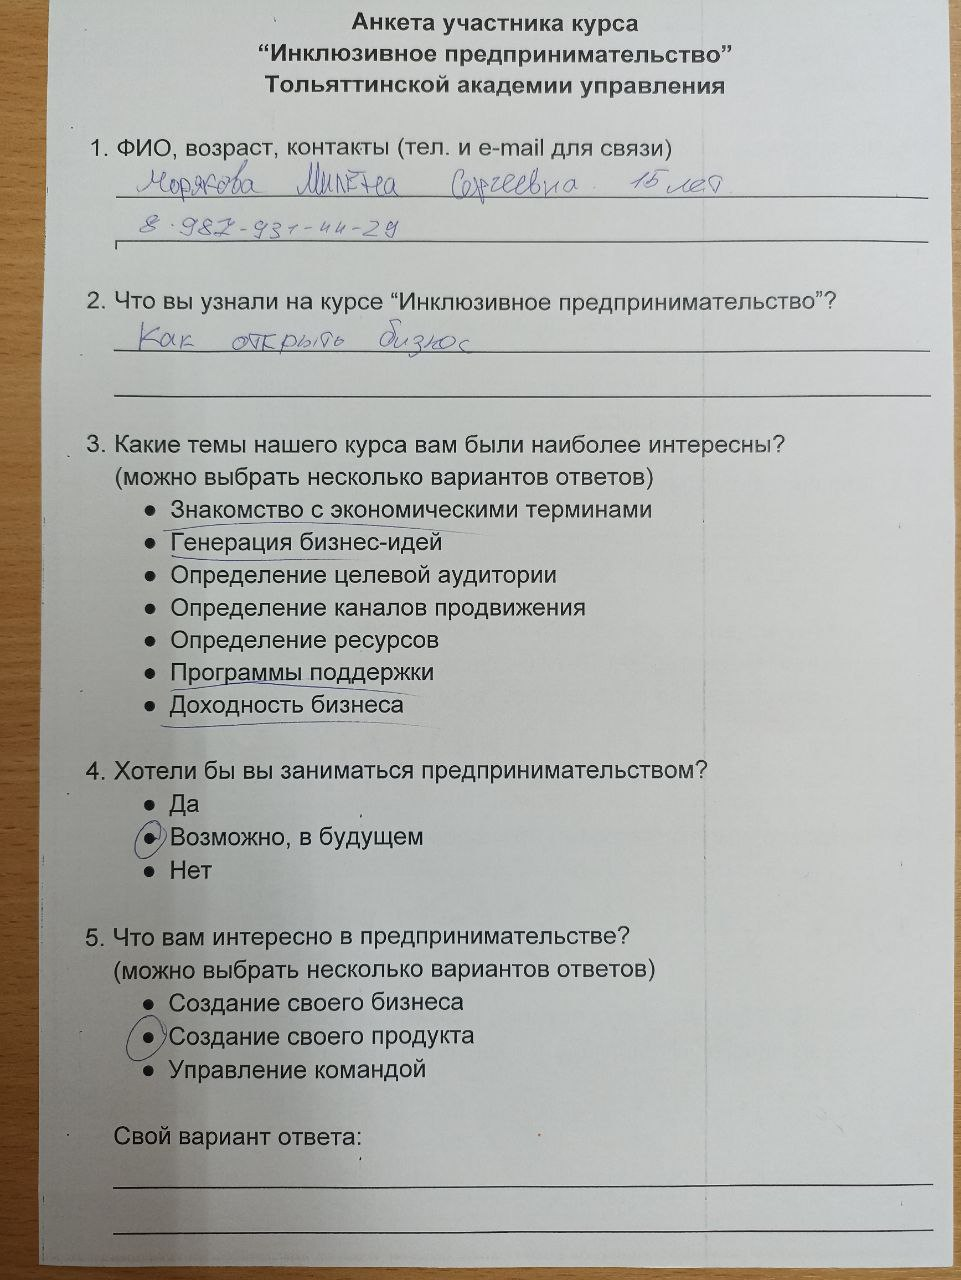 Анкета участника курса
“Инклюзивное предпринимательство”
Тольяттинской академии управления
1. ФИО, возраст, контакты (тел. и e-mail для связи)
Морякова Милена Сергеевна 15 лет
8-987-931-44-29
2. Что вы узнали на курсе “Инклюзивное предпринимательство”?
Как открыть бизнес
3. Какие темы нашего курса вам были наиболее интересны?
(можно выбрать несколько вариантов ответов)
● Знакомство с экономическими терминами
● Генерация бизнес-идей
● Определение целевой аудитории
● Определение каналов продвижения
● Определение ресурсов
● Программы поддержки
● Доходность бизнеса
4. Хотели бы вы заниматься предпринимательством?
● Да
● Возможно, в будущем
● Нет
5. Что вам интересно в предпринимательстве?
(можно выбрать несколько вариантов ответов)
● Создание своего бизнеса
● Создание своего продукта
● Управление командой
Свой вариант ответа: